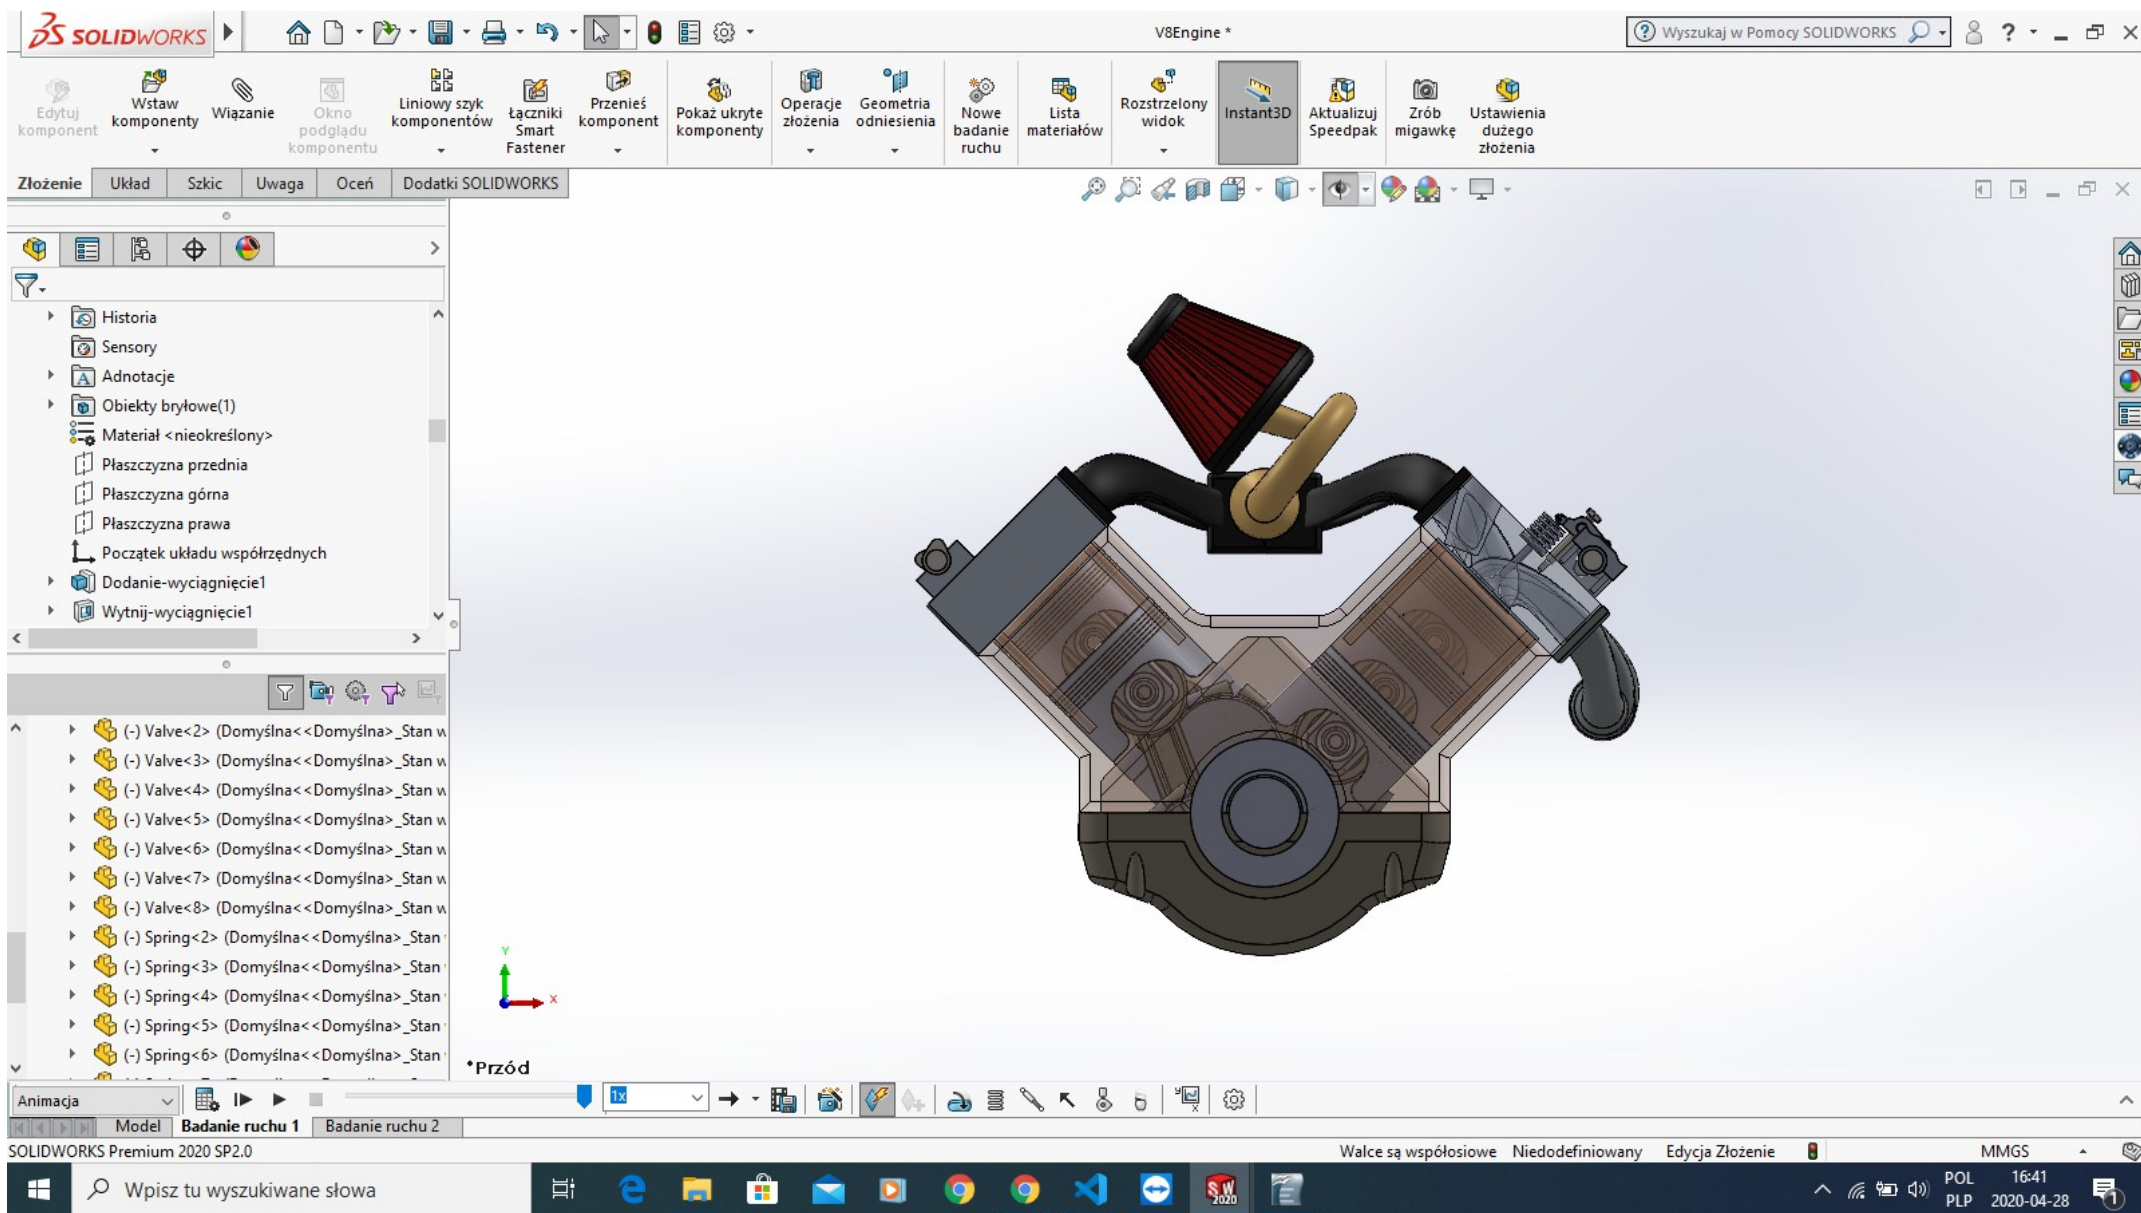 SOLIDWORKS
V8Engine *
Wyszukaj w Pomocy SOLIDWORKS
Edytuj komponent
Wstaw komponenty
Wiązanie
Okno podglądu komponentu
Liniowy szyk komponentów
Łączniki Smart Fastener
Przenieś komponent
Pokaż ukryte komponenty
Operacje złożenia
Geometria odniesienia
Nowe badanie ruchu
Lista materiałów
Rozstrzelony widok
Instant3D
Aktualizuj Speedpak
Zrób migawkę
Ustawienia dużego złożenia
Złożenie
Układ
Szkic
Uwaga
Oceń
Dodatki SOLIDWORKS
Historia
Sensory
Adnotacje
Obiekty bryłowe(1)
Materiał <nieokreślony>
Płaszczyzna przednia
Płaszczyzna górna
Płaszczyzna prawa
Początek układu współrzędnych
Dodanie-wyciągnięcie1
Wytnij-wyciągnięcie1
(-) Valve<2> (Domyślna<<Domyślna>_Stan w
(-) Valve<3> (Domyślna<<Domyślna>_Stan w
(-) Valve<4> (Domyślna<<Domyślna>_Stan w
(-) Valve<5> (Domyślna<<Domyślna>_Stan w
(-) Valve<6> (Domyślna<<Domyślna>_Stan w
(-) Valve<7> (Domyślna<<Domyślna>_Stan w
(-) Valve<8> (Domyślna<<Domyślna>_Stan w
(-) Spring<2> (Domyślna<<Domyślna>_Stan
(-) Spring<3> (Domyślna<<Domyślna>_Stan
(-) Spring<4> (Domyślna<<Domyślna>_Stan
(-) Spring<5> (Domyślna<<Domyślna>_Stan
(-) Spring<6> (Domyślna<<Domyślna>_Stan
Y
X
*Przód
Animacja
1x
Model
Badanie ruchu 1
Badanie ruchu 2
SOLIDWORKS Premium 2020 SP2.0
Walce są współosiowe
Niedodefiniowany
Edycja Złożenie
MMGS
Wpisz tu wyszukiwane słowa
SW 2020
POL
PLP
16:41
2020-04-28
1